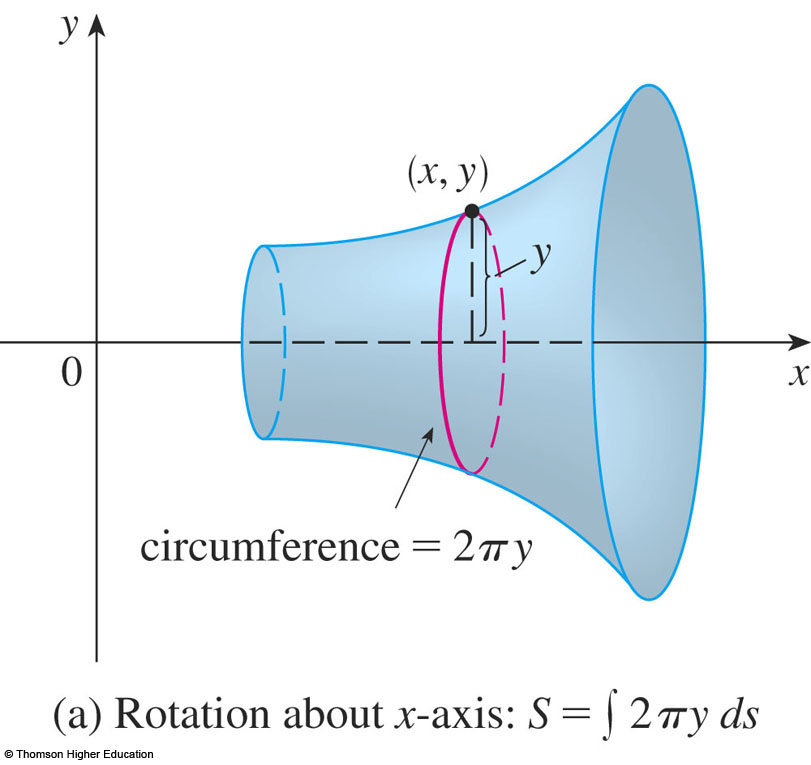 y
(x, y)
y
0
x
circumference = 2πy
(a) Rotation about x-axis: S = ∫ 2πy ds
© Thomson Higher Education